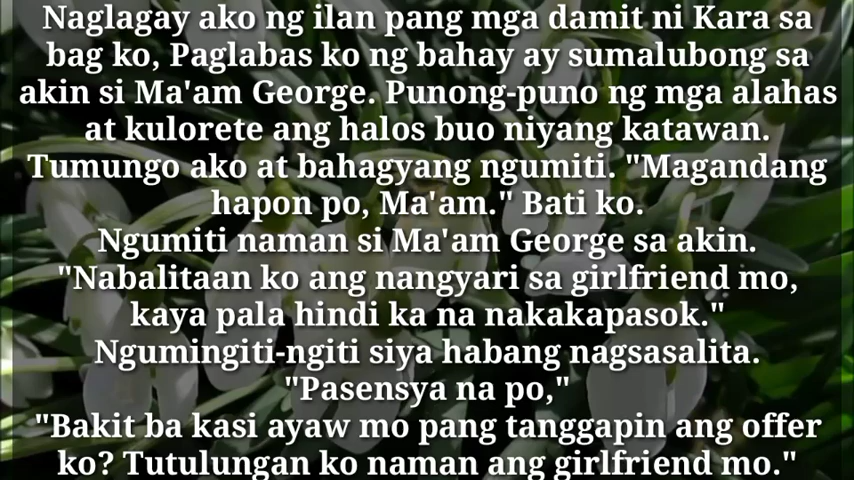 Naglagay ako ng ilan pang mga damit ni Kara sa
bag ko, Paglabas ko ng bahay ay sumalubong sa
akin si Ma'am George. Punong-puno ng mga alahas
at kulorete ang halos buo niyang katawan.
Tumungo ako at bahagyang ngumiti. "Magandang
hapon po, Ma'am." Bati ko.
Ngumiti naman si Ma'am George sa akin.
"Nabalitaan ko ang nangyari sa girlfriend mo,
kaya pala hindi ka na nakakapasok."
Ngumingiti-ngiti siya habang nagsasalita.
"Pasensya na po,"
"Bakit ba kasi ayaw mo pang tanggapin ang offer
ko? Tutulungan ko naman ang girlfriend mo."